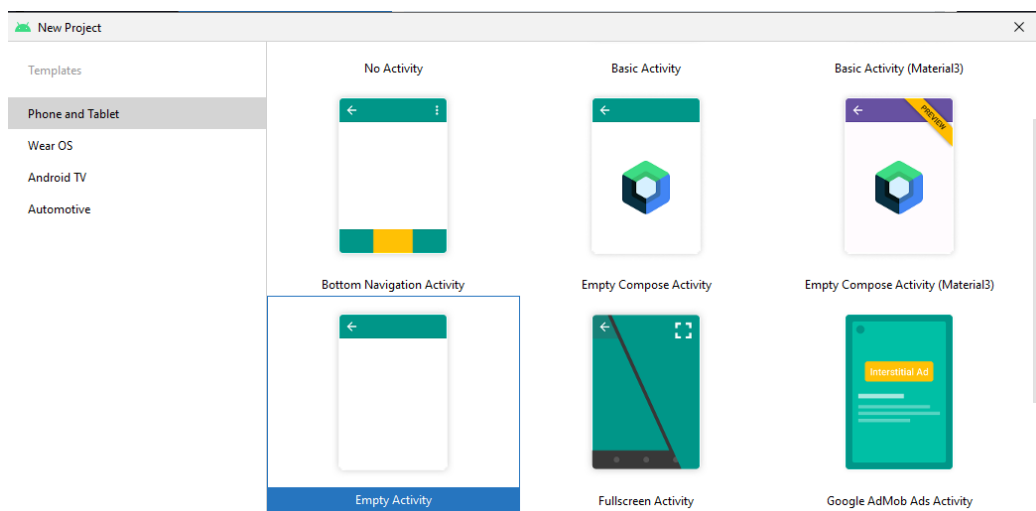 New Project
Templates
Phone and Tablet
Wear OS
Android TV
Automotive
No Activity
Basic Activity
Basic Activity (Material3)
PREVIEW
Bottom Navigation Activity
Empty Compose Activity
Empty Compose Activity (Material3)
Interstitial Ad
Empty Activity
Fullscreen Activity
Google AdMob Ads Activity